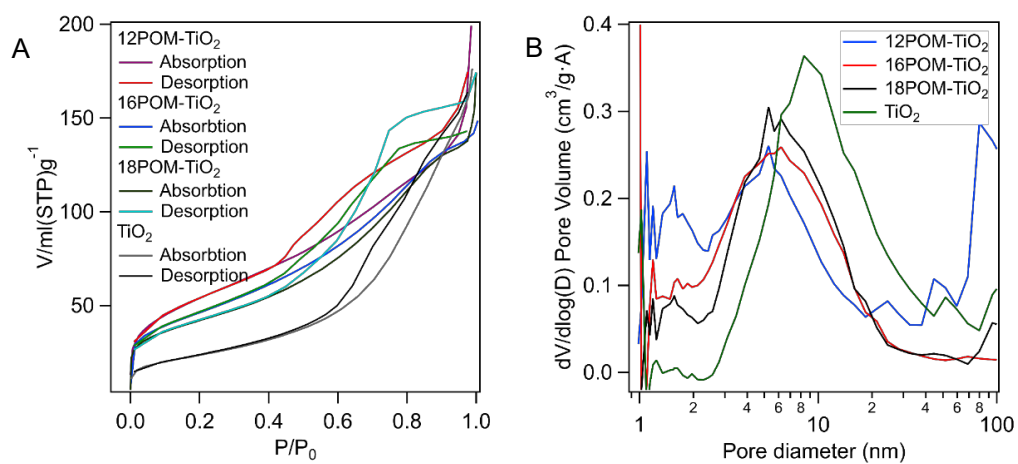 A
V/ml(STP)g⁻¹
200
150
100
50
12POM-TiO₂
Absorption
Desorption
16POM-TiO₂
Absorbtion
Desorption
18POM-TiO₂
Absorbtion
Desorption
TiO₂
Absorbtion
Desorption
0.0 0.2 0.4 0.6 0.8 1.0
P/P₀
B
dV/dlog(D) Pore Volume (cm³/g·A)
0.4
0.3
0.2
0.1
0.0
12POM-TiO₂
16POM-TiO₂
18POM-TiO₂
TiO₂
1 2 4 6 8 10 2 4 6 8 100
Pore diameter (nm)